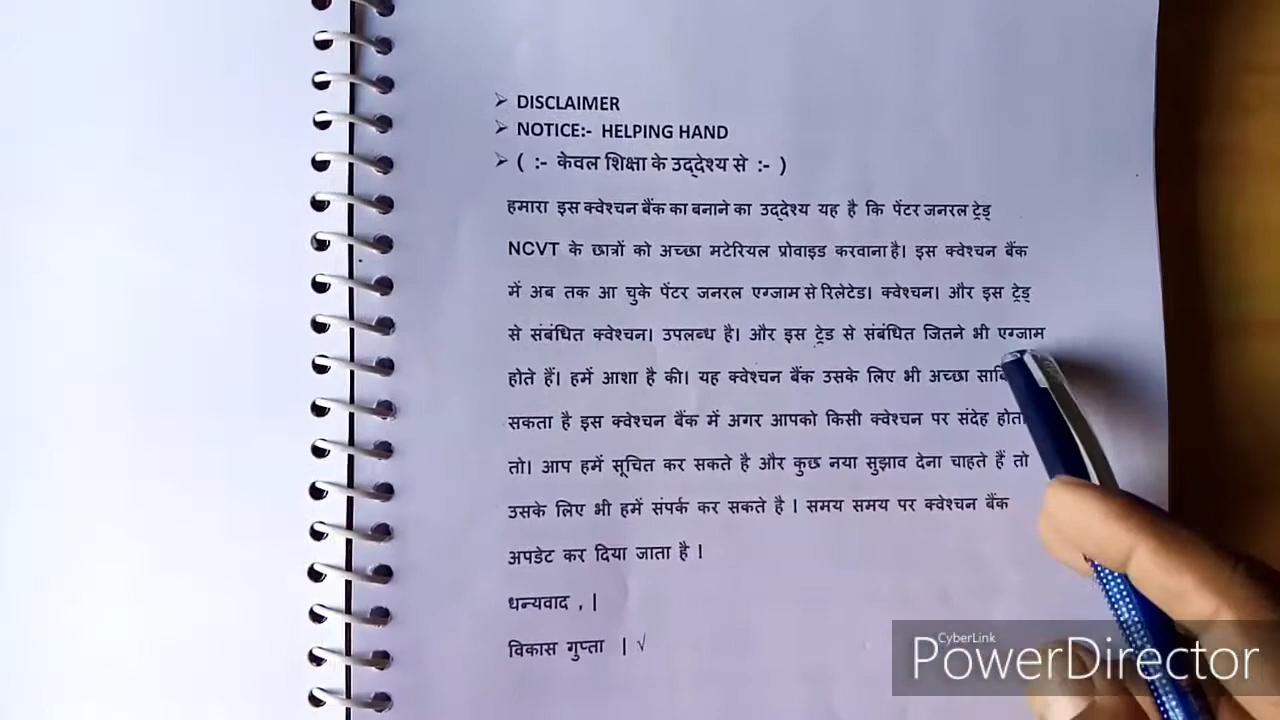 ➢ DISCLAIMER
➢ NOTICE:- HELPING HAND
➢ ( :- केवल शिक्षा के उद्देश्य से :- )
हमारा इस क्वेश्चन बैंक का बनाने का उद्देश्य यह है कि पेंटर जनरल ट्रेड्
NCVT के छात्रों को अच्छा मटेरियल प्रोवाइड करवाना है। इस क्वेश्चन बैंक
में अब तक आ चुके पेंटर जनरल एग्जाम से रिलेटेड। क्वेश्चन। और इस ट्रेड्
से संबंधित क्वेश्चन। उपलब्ध है। और इस ट्रेड से संबंधित जितने भी एग्जाम
होते हैं। हमें आशा है की। यह क्वेश्चन बैंक उसके लिए भी अच्छा
सकता है इस क्वेश्चन बैंक में अगर आपको किसी क्वेश्चन पर संदेह होता
तो। आप हमें सूचित कर सकते है और कुछ नया सुझाव देना चाहते हैं तो
उसके लिए भी हमें संपर्क कर सकते है । समय समय पर क्वेश्चन बैंक
अपडेट कर दिया जाता है ।
धन्यवाद , |
विकास गुप्ता | √
CyberLink
PowerDirector